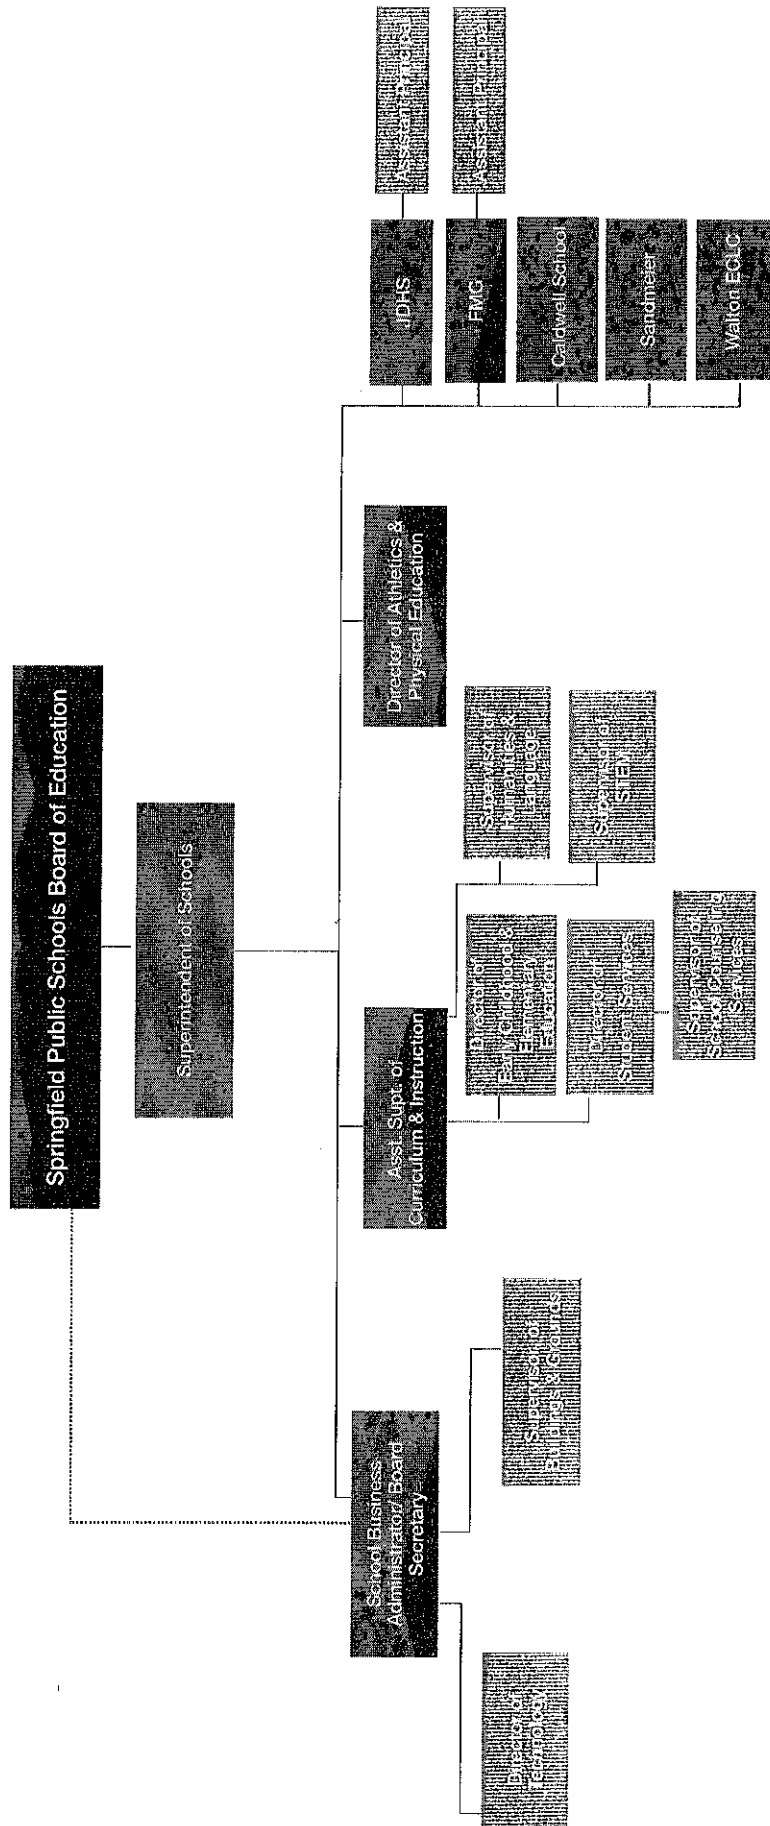 Springfield Public Schools Board of Education
Superintendent of Schools
School Business
Administrator/ Board
Secretary
Asst. Supt. of
Curriculum & Instruction
Director of Athletics &
Physical Education
JDHS
Assistant Principal
FMG
Assistant Principal
Caldwell School
Sandmeier
Walton ECLC
Director of
Technology
Supervisor of
Buildings & Grounds
Director of
Early Childhood &
Elementary
Education
Director of
Student Services
Supervisor of
School Counseling
Services
Supervisor of
Humanities &
Language
Supervisor of
STEM